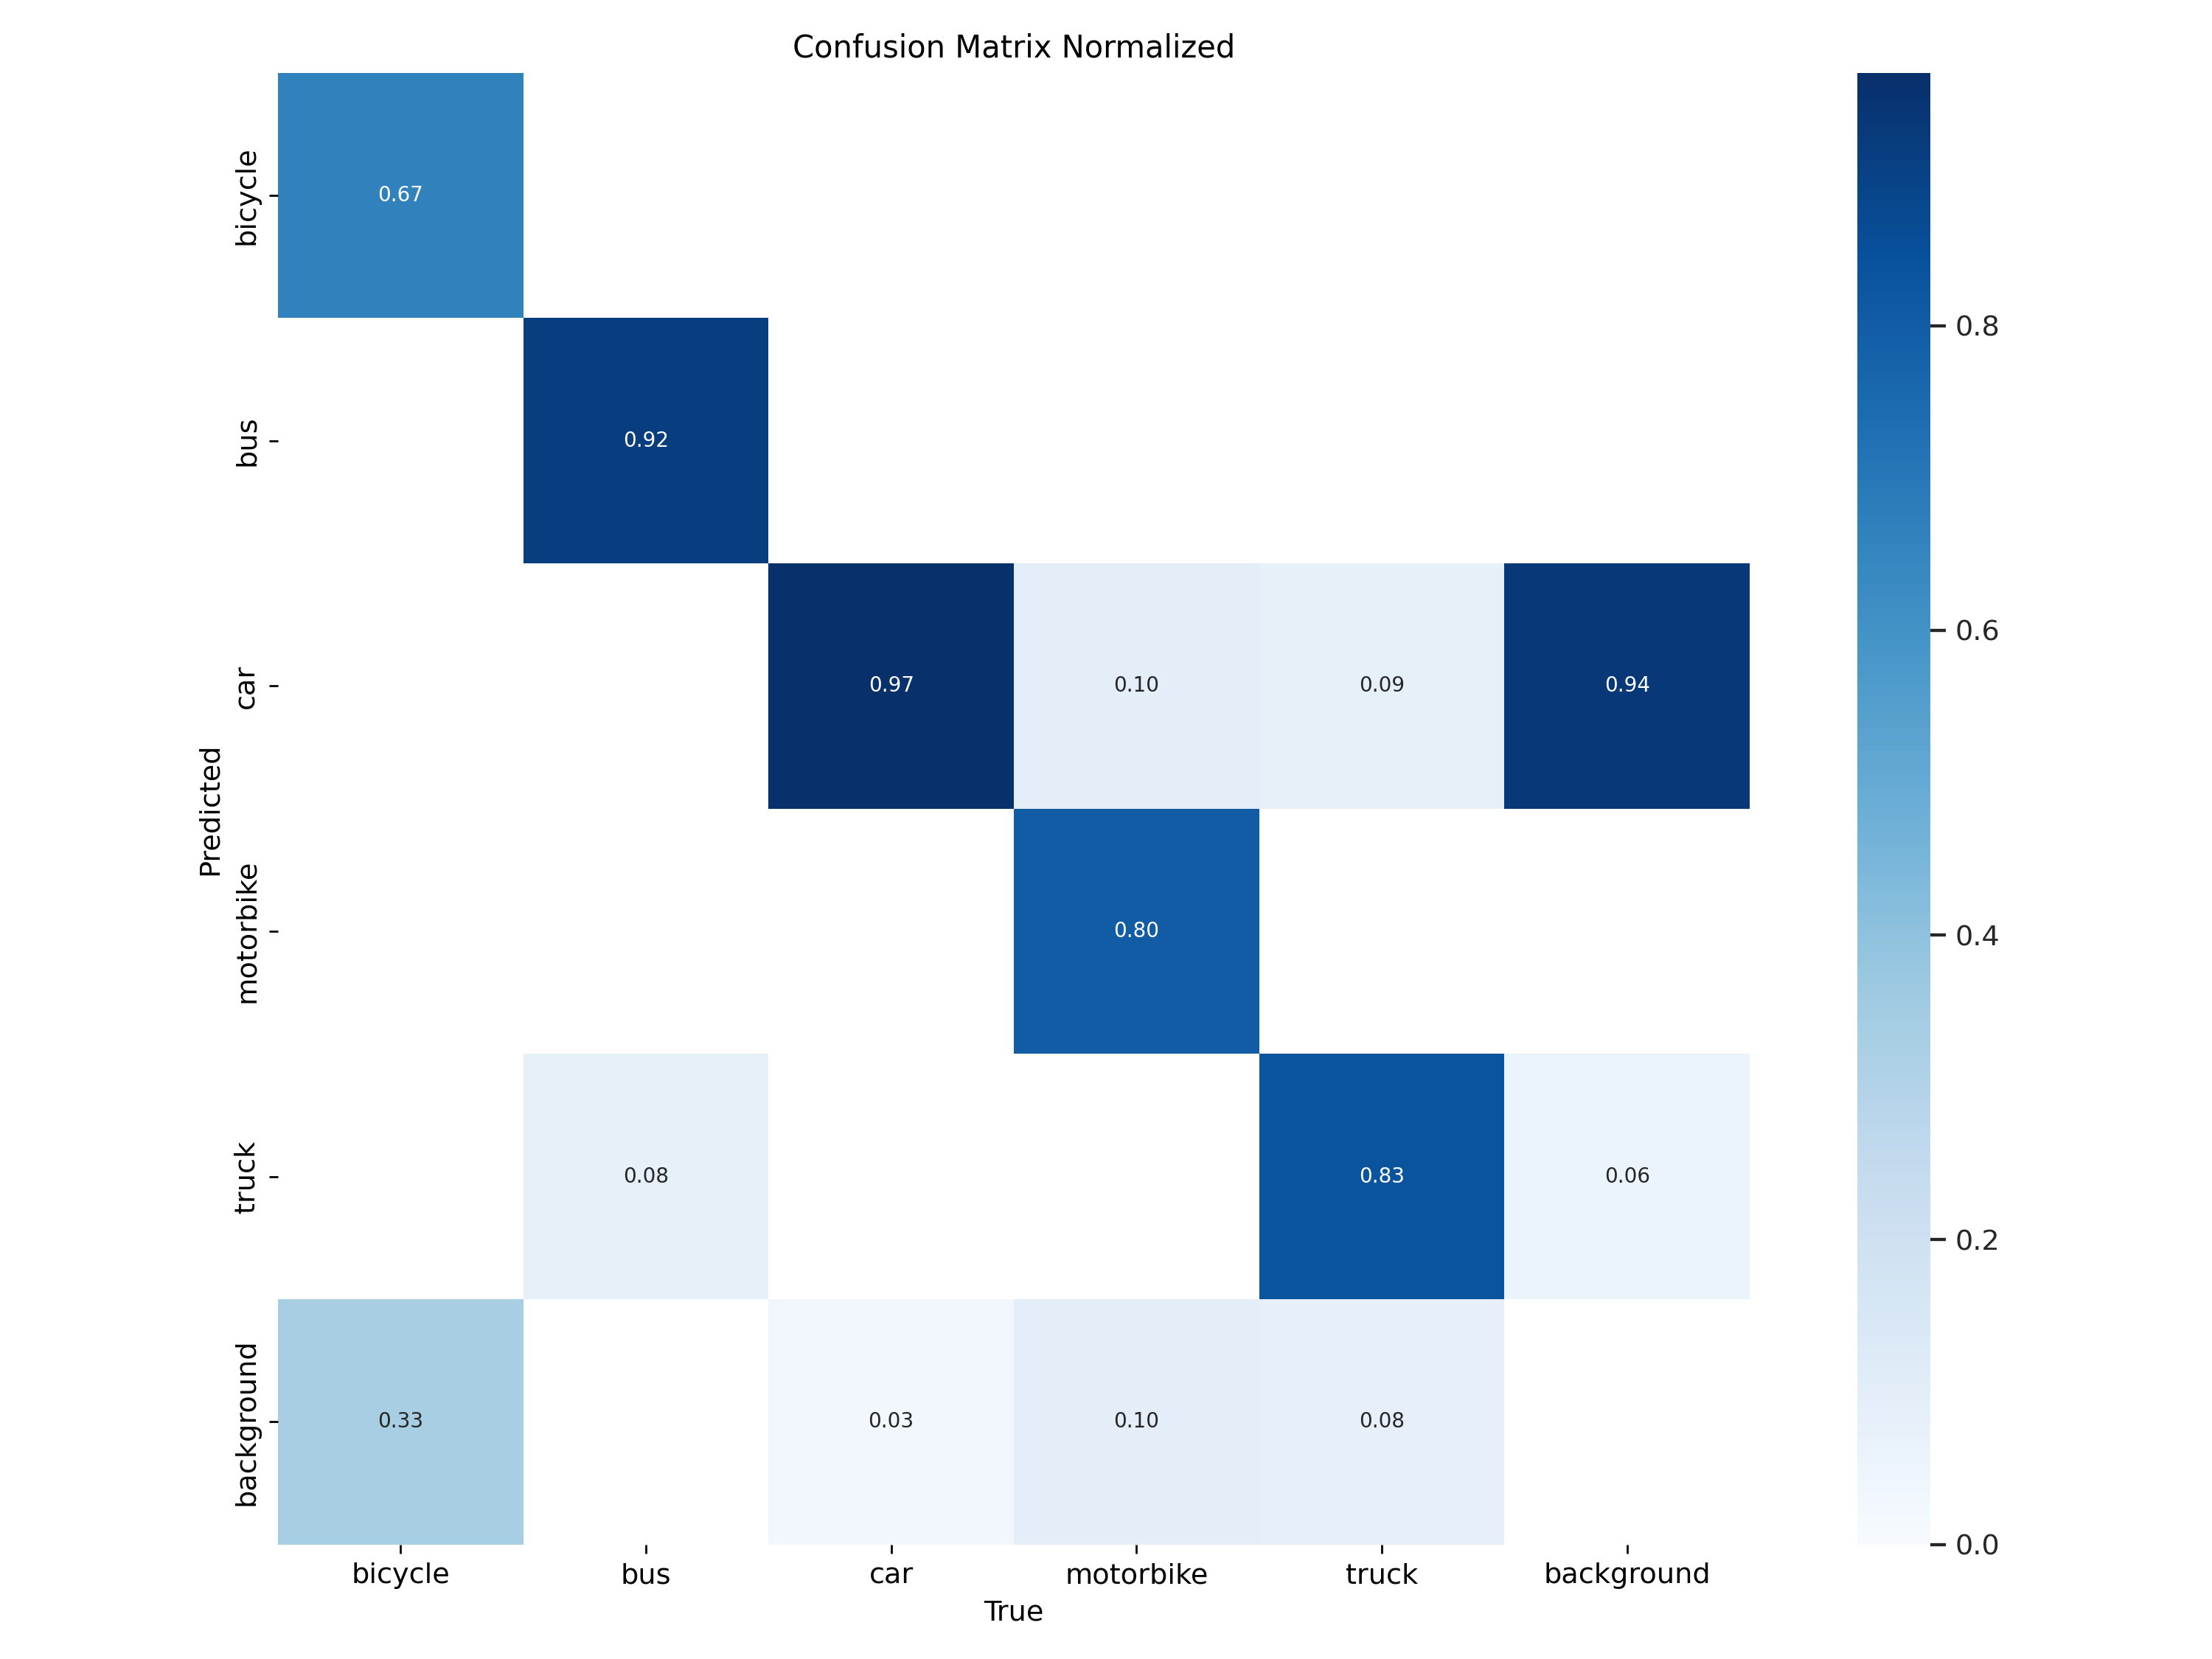 Confusion Matrix Normalized
bicycle
0.67
bus
0.92
0.8
0.6
car
0.97 0.10 0.09 0.94
Predicted
motorbike
0.80
0.4
truck
0.08 0.83 0.06
0.2
background
0.33 0.03 0.10 0.08
0.0
bicycle bus car motorbike truck background
True